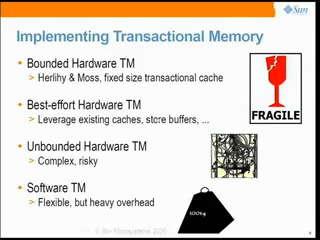 Sun
Implementing Transactional Memory
• Bounded Hardware TM
> Herlihy & Moss, fixed size transactional cache
• Best-effort Hardware TM
> Leverage existing caches, store buffers, ...
FRAGILE
• Unbounded Hardware TM
> Complex, risky
• Software TM
> Flexible, but heavy overhead
100kg